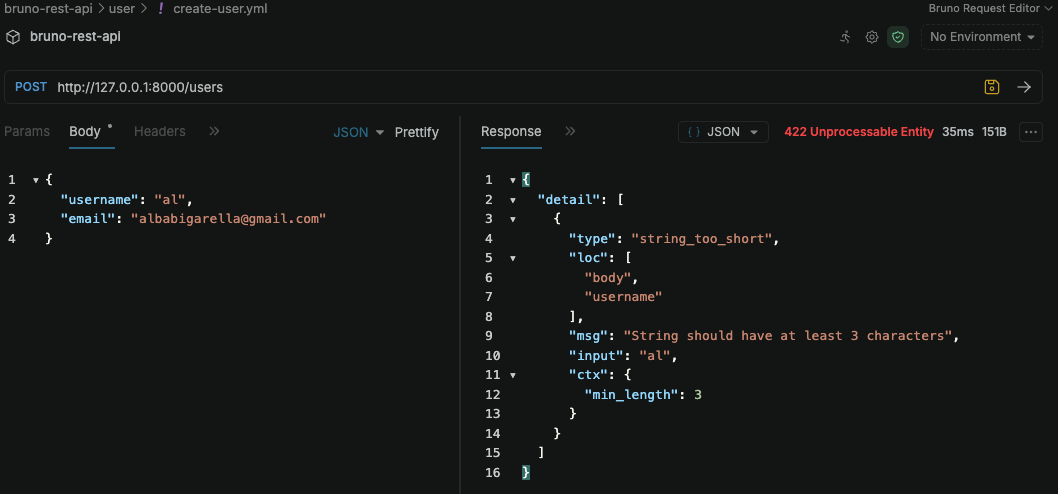 bruno-rest-api > user > ! create-user.yml
Bruno Request Editor
bruno-rest-api
No Environment
POST http://127.0.0.1:8000/users
Params Body Headers >> JSON Prettify
1 {
2 "username": "al",
3 "email": "albabigarella@gmail.com"
4 }
Response >> { } JSON 422 Unprocessable Entity 35ms 151B ...
1 {
2 "detail": [
3 {
4 "type": "string_too_short",
5 "loc": [
6 "body",
7 "username"
8 ],
9 "msg": "String should have at least 3 characters",
10 "input": "al",
11 "ctx": {
12 "min_length": 3
13 }
14 }
15 ]
16 }